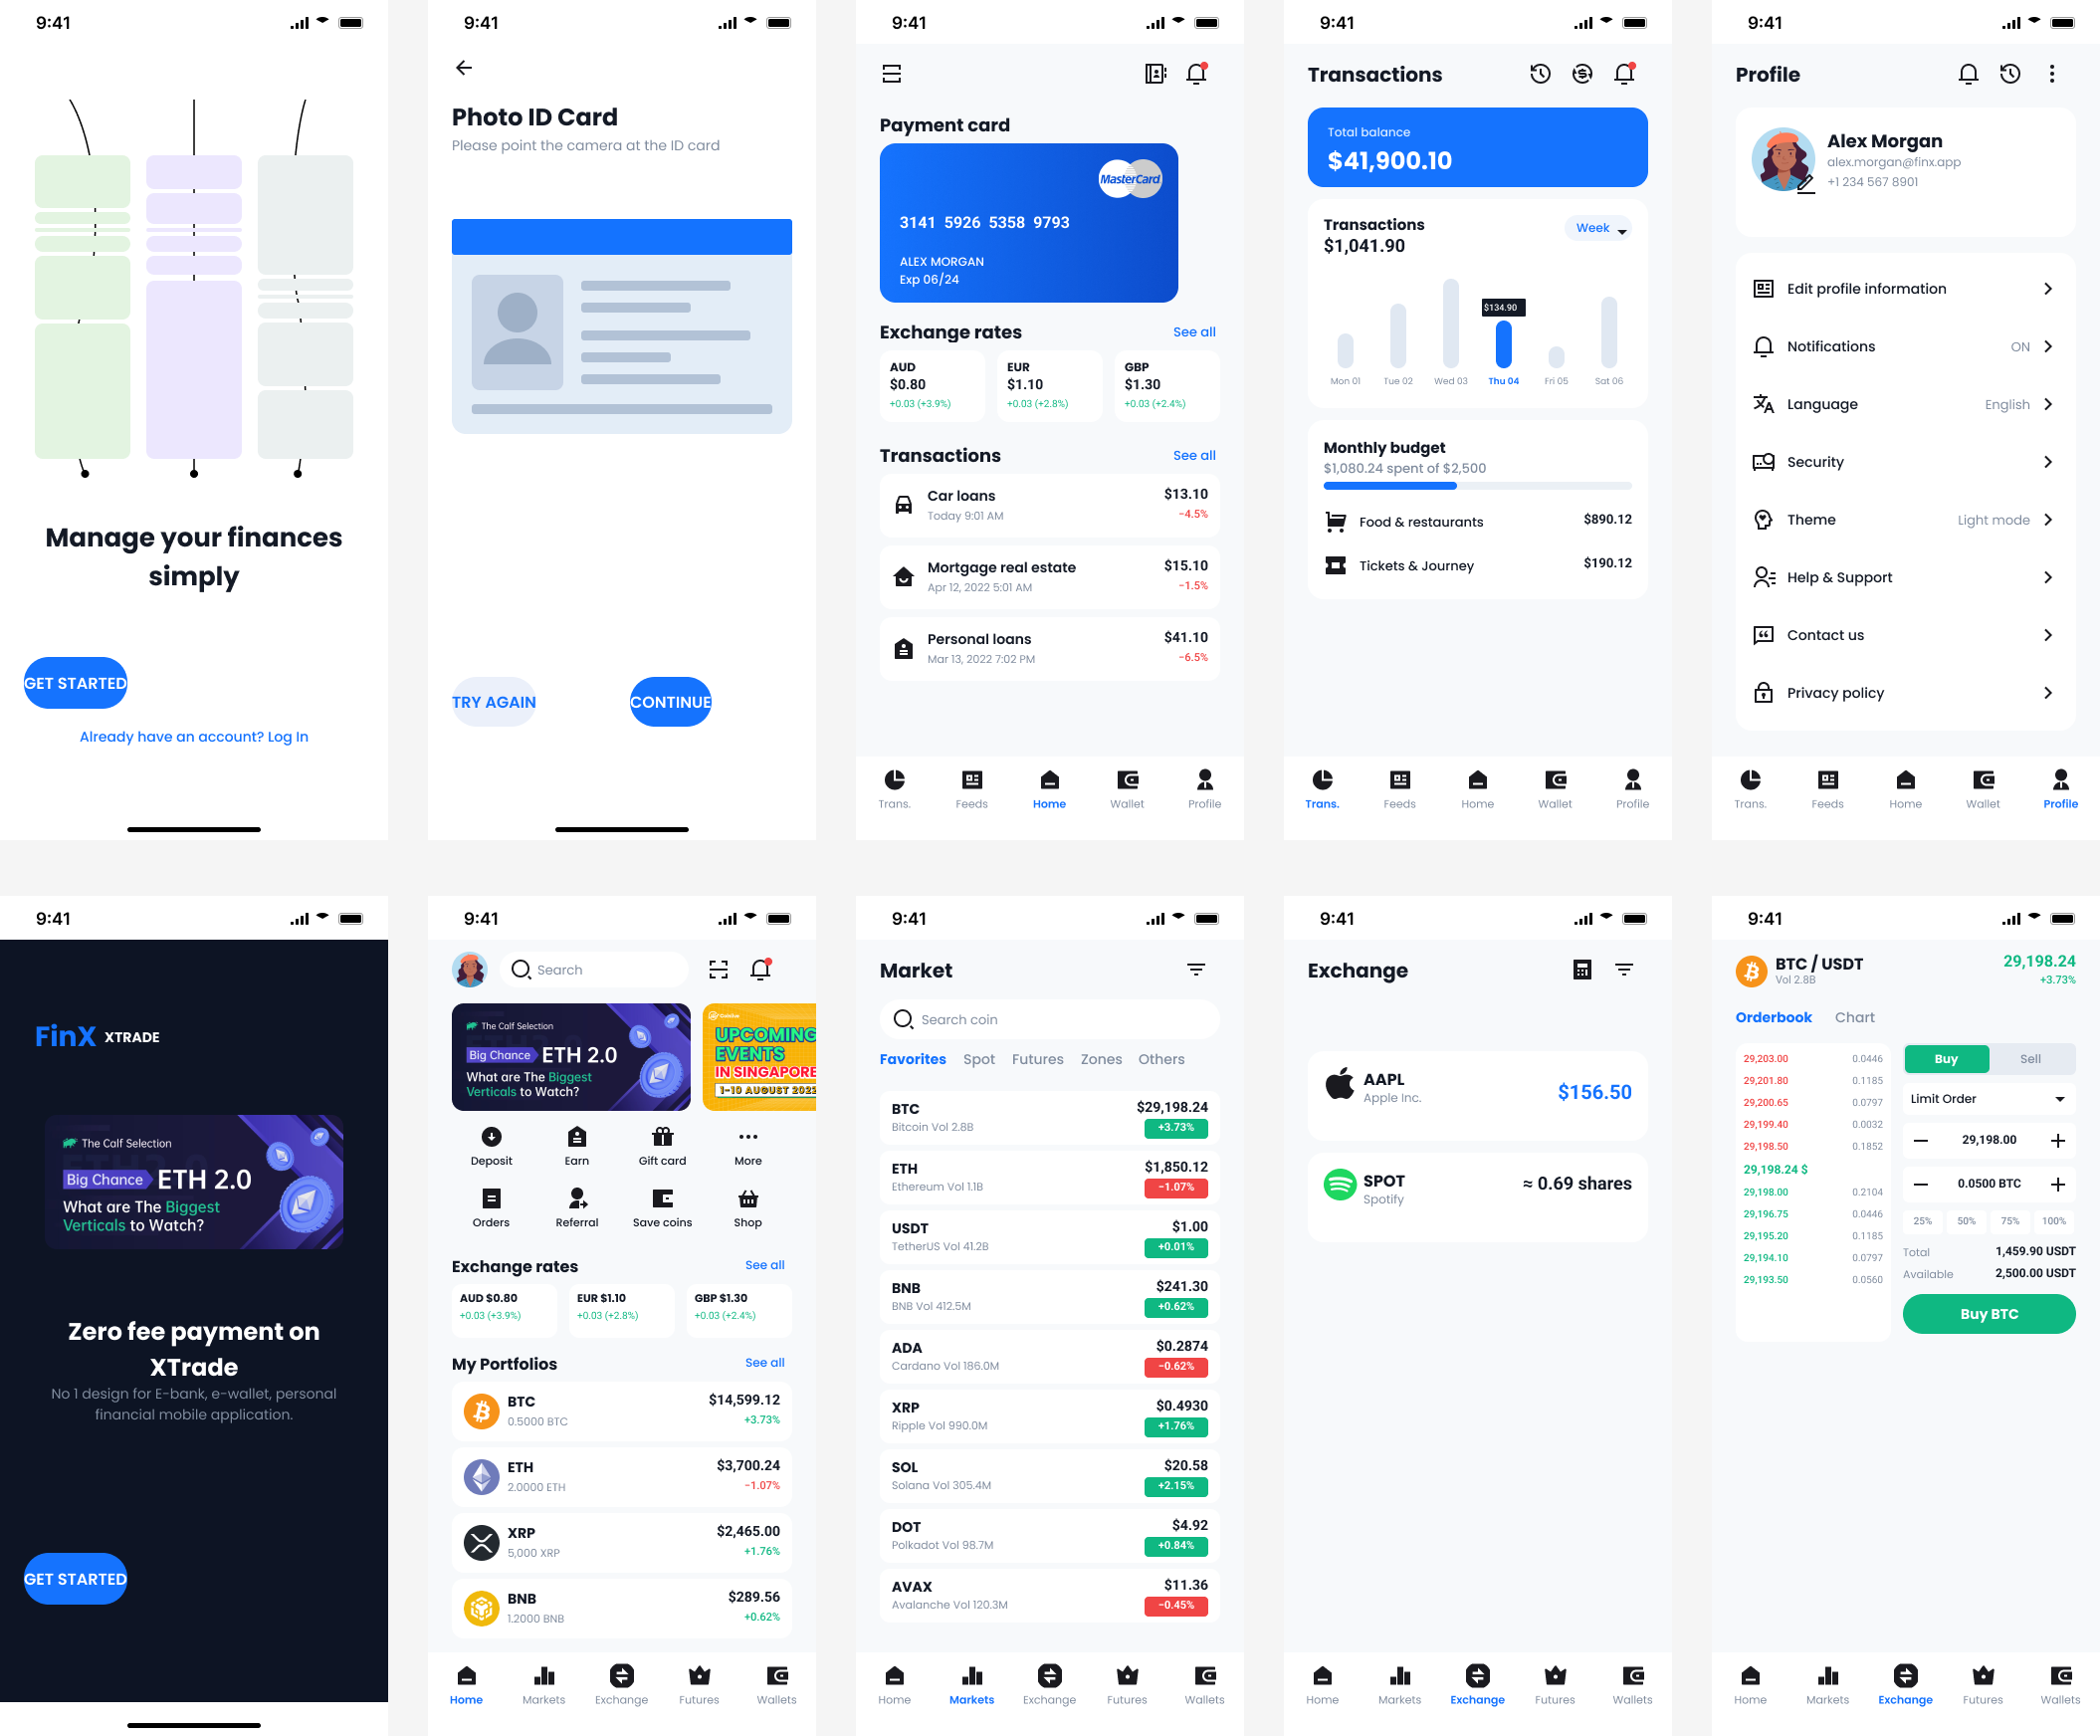 9:41
Manage your finances
simply
GET STARTED
Already have an account? Log In
9:41
Photo ID Card
Please point the camera at the ID card
TRY AGAIN
CONTINUE
9:41
Payment card
MasterCard
3141 5926 5358 9793
ALEX MORGAN
Exp 06/24
Exchange rates
See all
AUD
$0.80
+0.03 (+3.9%)
EUR
$1.10
+0.03 (+2.8%)
GBP
$1.30
+0.03 (+2.4%)
Transactions
See all
Car loans
$13.10
Today 9:01 AM
−4.5%
Mortgage real estate
$15.10
Apr 12, 2022 5:01 AM
−1.5%
Personal loans
$41.10
Mar 13, 2022 7:02 PM
−6.5%
Trans.
Feeds
Home
Wallet
Profile
9:41
Transactions
Total balance
$41,900.10
Transactions
Week
$1,041.90
$134.90
Mon 01
Tue 02
Wed 03
Thu 04
Fri 05
Sat 06
Monthly budget
$1,080.24 spent of $2,500
Food & restaurants
$890.12
Tickets & Journey
$190.12
Trans.
Feeds
Home
Wallet
Profile
9:41
Profile
Alex Morgan
alex.morgan@finx.app
+1 234 567 8901
Edit profile information
Notifications
ON
Language
English
Security
Theme
Light mode
Help & Support
Contact us
Privacy policy
Trans.
Feeds
Home
Wallet
Profile
9:41
FinX XTRADE
The Calf Selection
Big Chance ETH 2.0
What are The Biggest
Verticals to Watch?
Zero fee payment on
XTrade
No 1 design for E-bank, e-wallet, personal
financial mobile application.
GET STARTED
9:41
Search
The Calf Selection
Big Chance ETH 2.0
What are The Biggest
Verticals to Watch?
UPCOMING
EVENTS
IN SINGAPORE
1-10 AUGUST 2022
Deposit
Earn
Gift card
More
Orders
Referral
Save coins
Shop
Exchange rates
See all
AUD $0.80
+0.03 (+3.9%)
EUR $1.10
+0.03 (+2.8%)
GBP $1.30
+0.03 (+2.4%)
My Portfolios
See all
BTC
$14,599.12
0.5000 BTC
+3.73%
ETH
$3,700.24
2.0000 ETH
−1.07%
XRP
$2,465.00
5,000 XRP
+1.76%
BNB
$289.56
1.2000 BNB
+0.62%
Home
Markets
Exchange
Futures
Wallets
9:41
Market
Search coin
Favorites
Spot
Futures
Zones
Others
BTC
$29,198.24
Bitcoin Vol 2.8B
+3.73%
ETH
$1,850.12
Ethereum Vol 1.1B
−1.07%
USDT
$1.00
TetherUS Vol 41.2B
+0.01%
BNB
$241.30
BNB Vol 412.5M
+0.62%
ADA
$0.2874
Cardano Vol 186.0M
−0.62%
XRP
$0.4930
Ripple Vol 990.0M
+1.76%
SOL
$20.58
Solana Vol 305.4M
+2.15%
DOT
$4.92
Polkadot Vol 98.7M
+0.84%
AVAX
$11.36
Avalanche Vol 120.3M
−0.45%
Home
Markets
Exchange
Futures
Wallets
9:41
Exchange
AAPL
Apple Inc.
$156.50
SPOT
Spotify
≈ 0.69 shares
Home
Markets
Exchange
Futures
Wallets
9:41
BTC / USDT
29,198.24
Vol 2.8B
+3.73%
Orderbook
Chart
29,203.00 0.0446
29,201.80 0.1185
29,200.65 0.0797
29,199.40 0.0032
29,198.50 0.1852
29,198.24 $
29,198.00 0.2104
29,196.75 0.0446
29,195.20 0.1185
29,194.10 0.0797
29,193.50 0.0560
Buy
Sell
Limit Order
29,198.00
0.0500 BTC
25%
50%
75%
100%
Total
1,459.90 USDT
Available
2,500.00 USDT
Buy BTC
Home
Markets
Exchange
Futures
Wallets